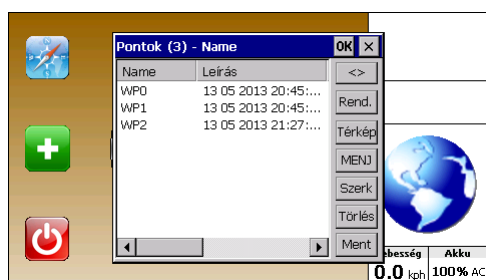 Pontok (3) - Name OK ×
Name Leírás
WP0 13 05 2013 20:45:...
WP1 13 05 2013 20:45:...
WP2 13 05 2013 21:27:...
<>
Rend.
Térkép
MENJ
Szerk
Törlés
Ment
ebesség Akku
0.0 kph 100% AC